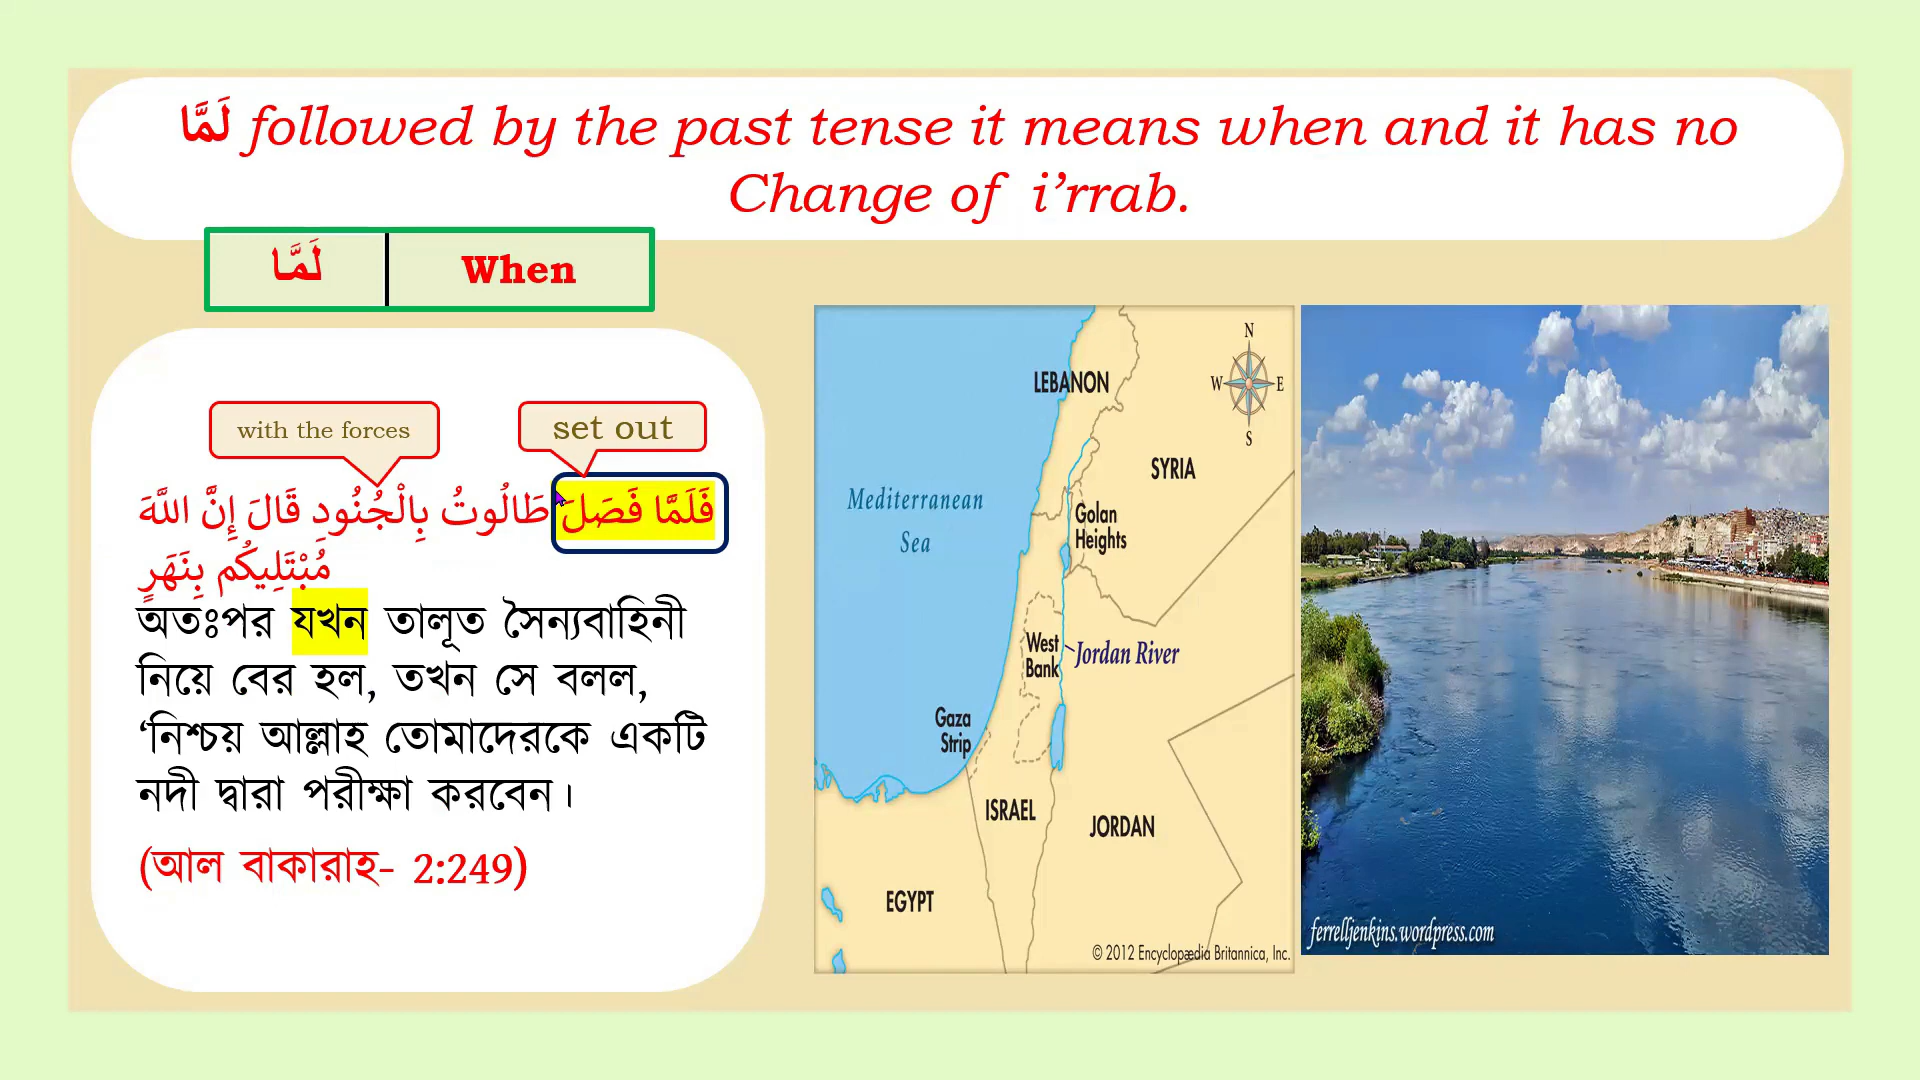 لَمَّا followed by the past tense it means when and it has no
Change of i’rrab.
لَمَّا When
with the forces
set out
فَلَمَّا فَصَلَ طَالُوتُ بِالْجُنُودِ قَالَ إِنَّ اللَّهَ
مُبْتَلِيكُم بِنَهَرٍ
অতঃপর যখন তালূত সৈন্যবাহিনী
নিয়ে বের হল, তখন সে বলল,
‘নিশ্চয় আল্লাহ তোমাদেরকে একটি
নদী দ্বারা পরীক্ষা করবেন।
(আল বাকারাহ- 2:249)
N
W E
S
LEBANON
SYRIA
Mediterranean
Sea
Golan
Heights
West
Bank
Jordan River
Gaza
Strip
ISRAEL
JORDAN
EGYPT
© 2012 Encyclopædia Britannica, Inc.
ferrelljenkins.wordpress.com